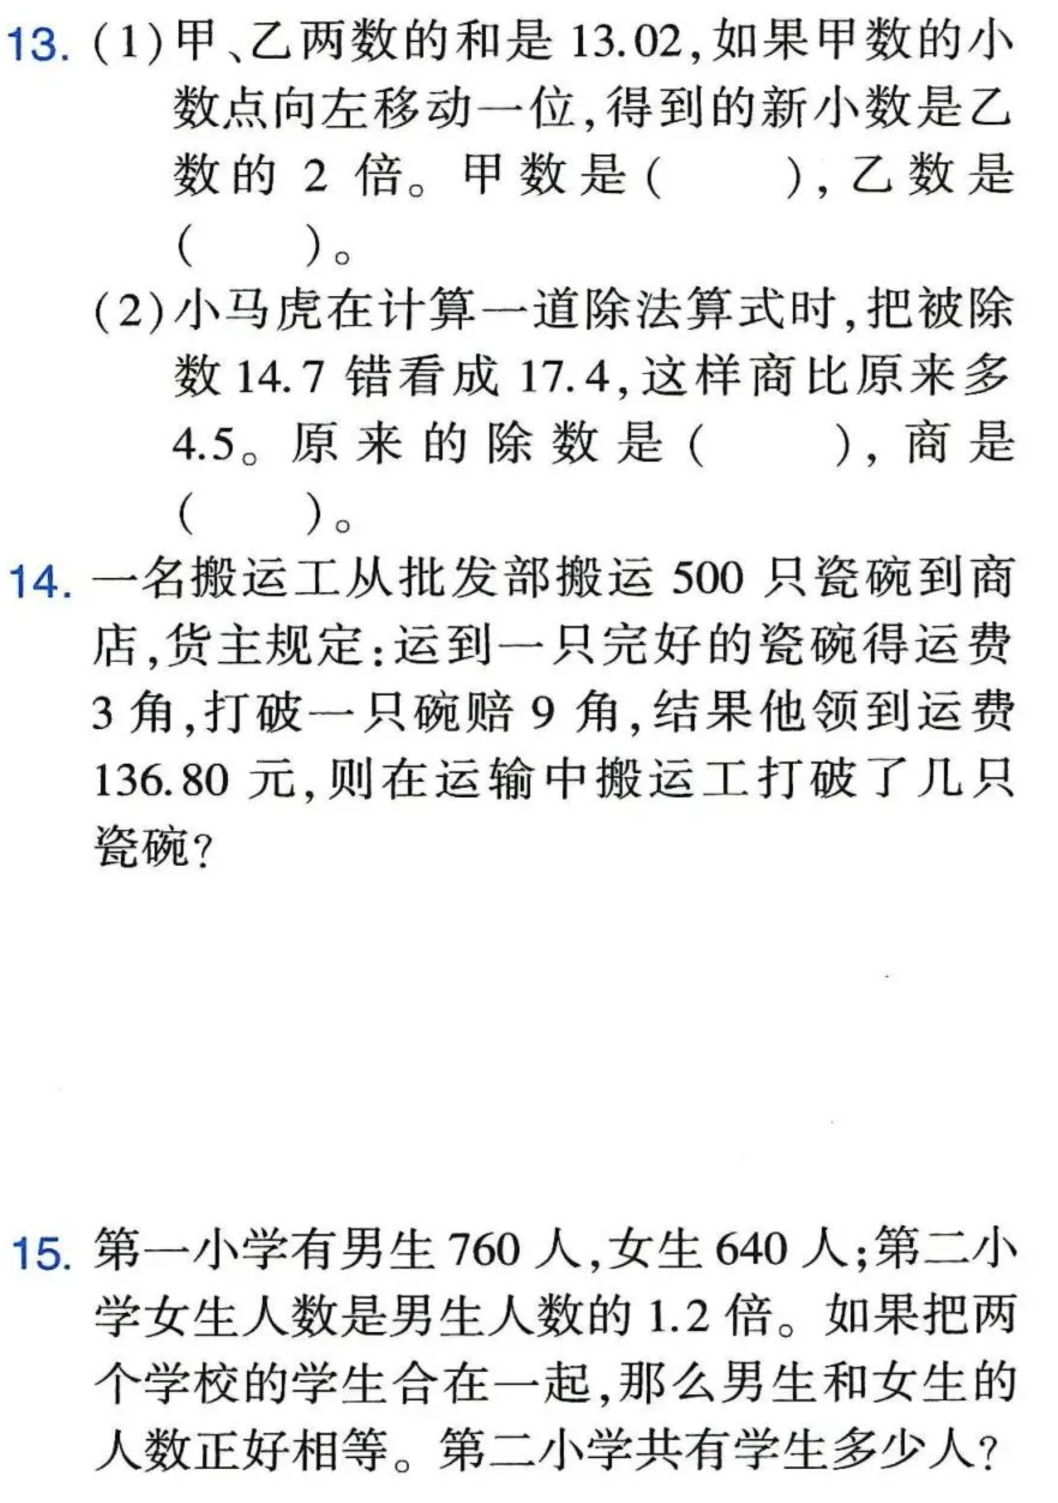 13. (1)甲、乙两数的和是 13.02,如果甲数的小
数点向左移动一位,得到的新小数是乙
数的 2 倍。甲数是(　　),乙数是
(　　)。
(2)小马虎在计算一道除法算式时,把被除
数 14.7 错看成 17.4,这样商比原来多
4.5。原来的除数是(　　),商是
(　　)。
14. 一名搬运工从批发部搬运 500 只瓷碗到商
店,货主规定:运到一只完好的瓷碗得运费
3 角,打破一只碗赔 9 角,结果他领到运费
136.80 元,则在运输中搬运工打破了几只
瓷碗?
15. 第一小学有男生 760 人,女生 640 人;第二小
学女生人数是男生人数的 1.2 倍。如果把两
个学校的学生合在一起,那么男生和女生的
人数正好相等。第二小学共有学生多少人?